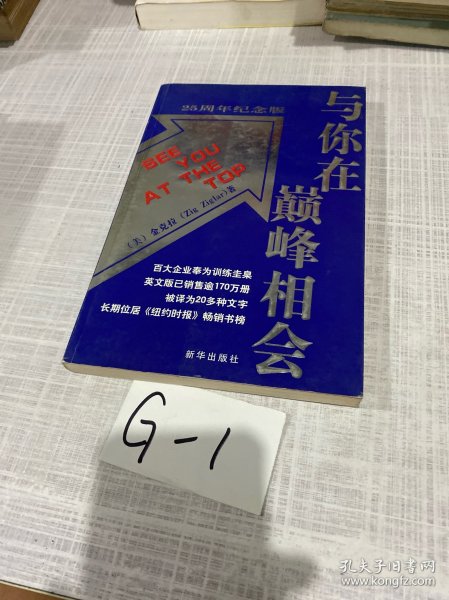 25周年纪念版
与你在
巅峰相会
SEE YOU
AT THE
TOP
（美）金克拉（Zig Ziglar）著
百大企业奉为训练圭臬
英文版已销售逾170万册
被译为20多种文字
长期位居《纽约时报》畅销书榜
新华出版社
G-1
孔夫子旧书网
www.kongfz.com